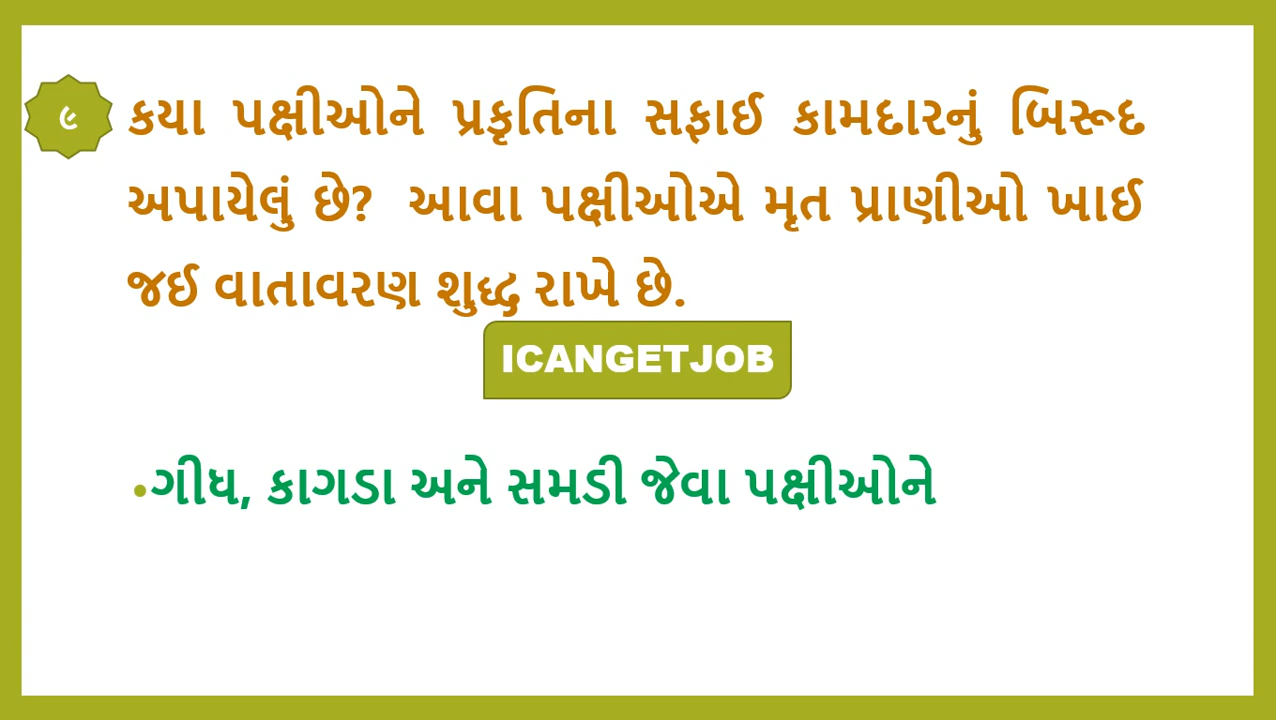 ૯
કયા પક્ષીઓને પ્રકૃતિના સફાઈ કામદારનું બિરૂદ
અપાયેલું છે? આવા પક્ષીઓએ મૃત પ્રાણીઓ ખાઈ
જઈ વાતાવરણ શુદ્ધુ રાખે છે.
ICANGETJOB
•ગીધ, કાગડા અને સમડી જેવા પક્ષીઓને